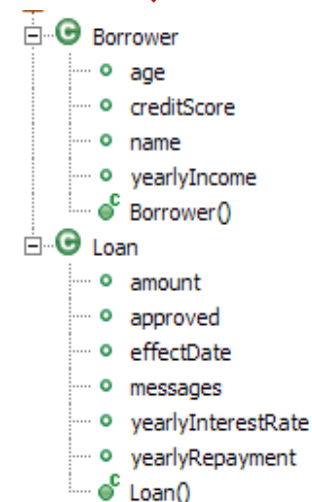 Borrower
age
creditScore
name
yearlyIncome
Borrower()
Loan
amount
approved
effectDate
messages
yearlyInterestRate
yearlyRepayment
Loan()